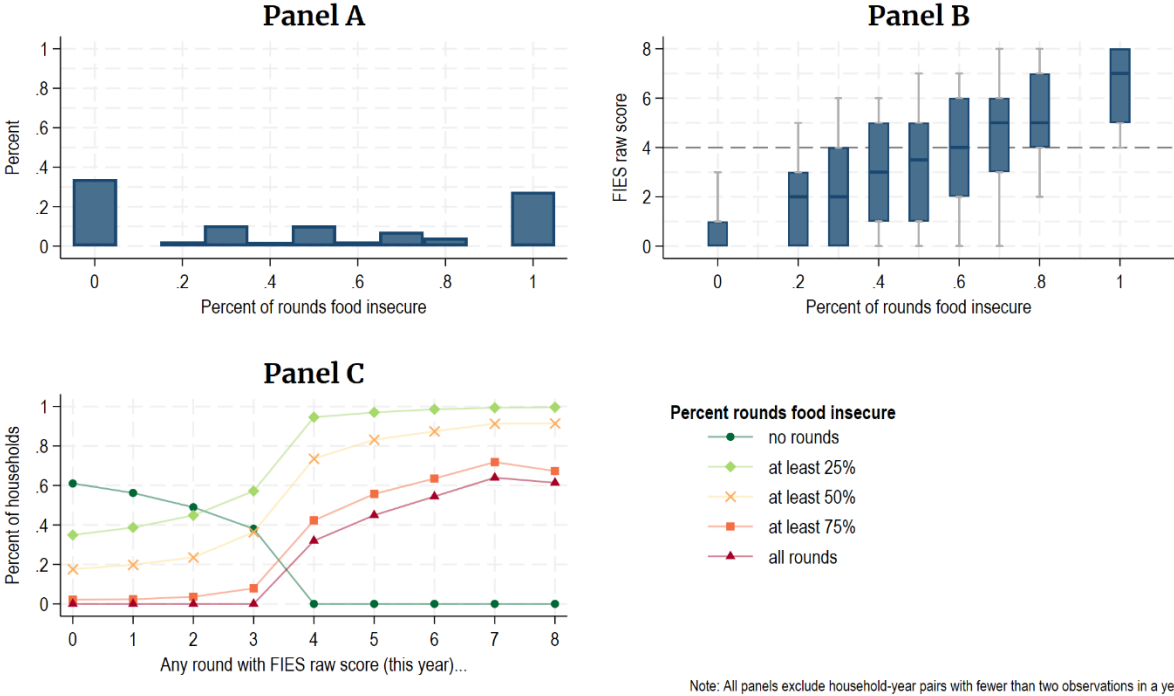 Panel A
1
.8
.6
.4
.2
0
Percent
0 .2 .4 .6 .8 1
Percent of rounds food insecure
Panel B
8
6
4
2
0
FIES raw score
0 .2 .4 .6 .8 1
Percent of rounds food insecure
Panel C
1
.8
.6
.4
.2
0
Percent of households
0 1 2 3 4 5 6 7 8
Any round with FIES raw score (this year)...
Percent rounds food insecure
no rounds
at least 25%
at least 50%
at least 75%
all rounds
Note: All panels exclude household-year pairs with fewer than two observations in a ye